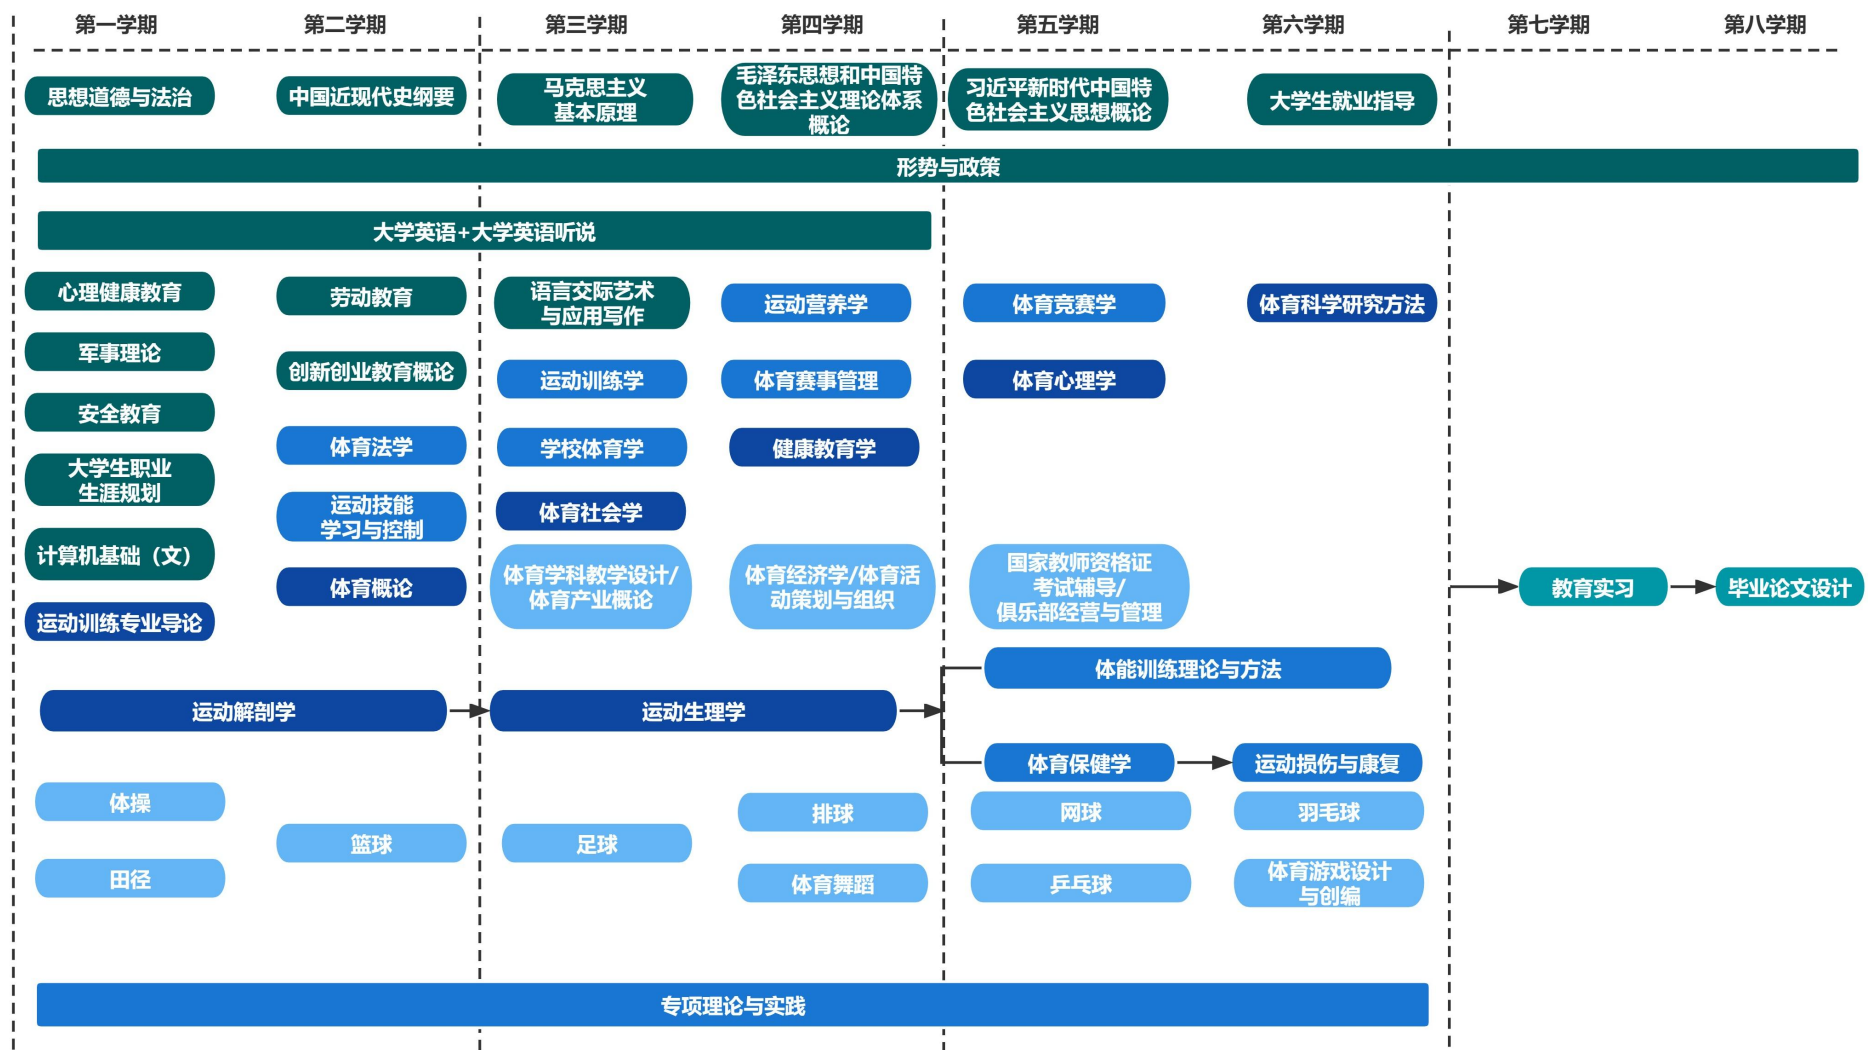 第一学期
第二学期
第三学期
第四学期
第五学期
第六学期
第七学期
第八学期
思想道德与法治
中国近现代史纲要
马克思主义
基本原理
毛泽东思想和中国特
色社会主义理论体系
概论
习近平新时代中国特
色社会主义思想概论
大学生就业指导
形势与政策
大学英语+大学英语听说
心理健康教育
劳动教育
语言交际艺术
与应用写作
运动营养学
体育竞赛学
体育科学研究方法
军事理论
创新创业教育概论
运动训练学
体育赛事管理
体育心理学
安全教育
体育法学
学校体育学
健康教育学
大学生职业
生涯规划
运动技能
学习与控制
体育社会学
计算机基础（文）
体育概论
体育学科教学设计/
体育产业概论
体育经济学/体育活
动策划与组织
国家教师资格证
考试辅导/
俱乐部经营与管理
教育实习
毕业论文设计
运动训练专业导论
体能训练理论与方法
运动解剖学
运动生理学
体育保健学
运动损伤与康复
体操
篮球
足球
排球
网球
羽毛球
田径
体育舞蹈
乒乓球
体育游戏设计
与创编
专项理论与实践